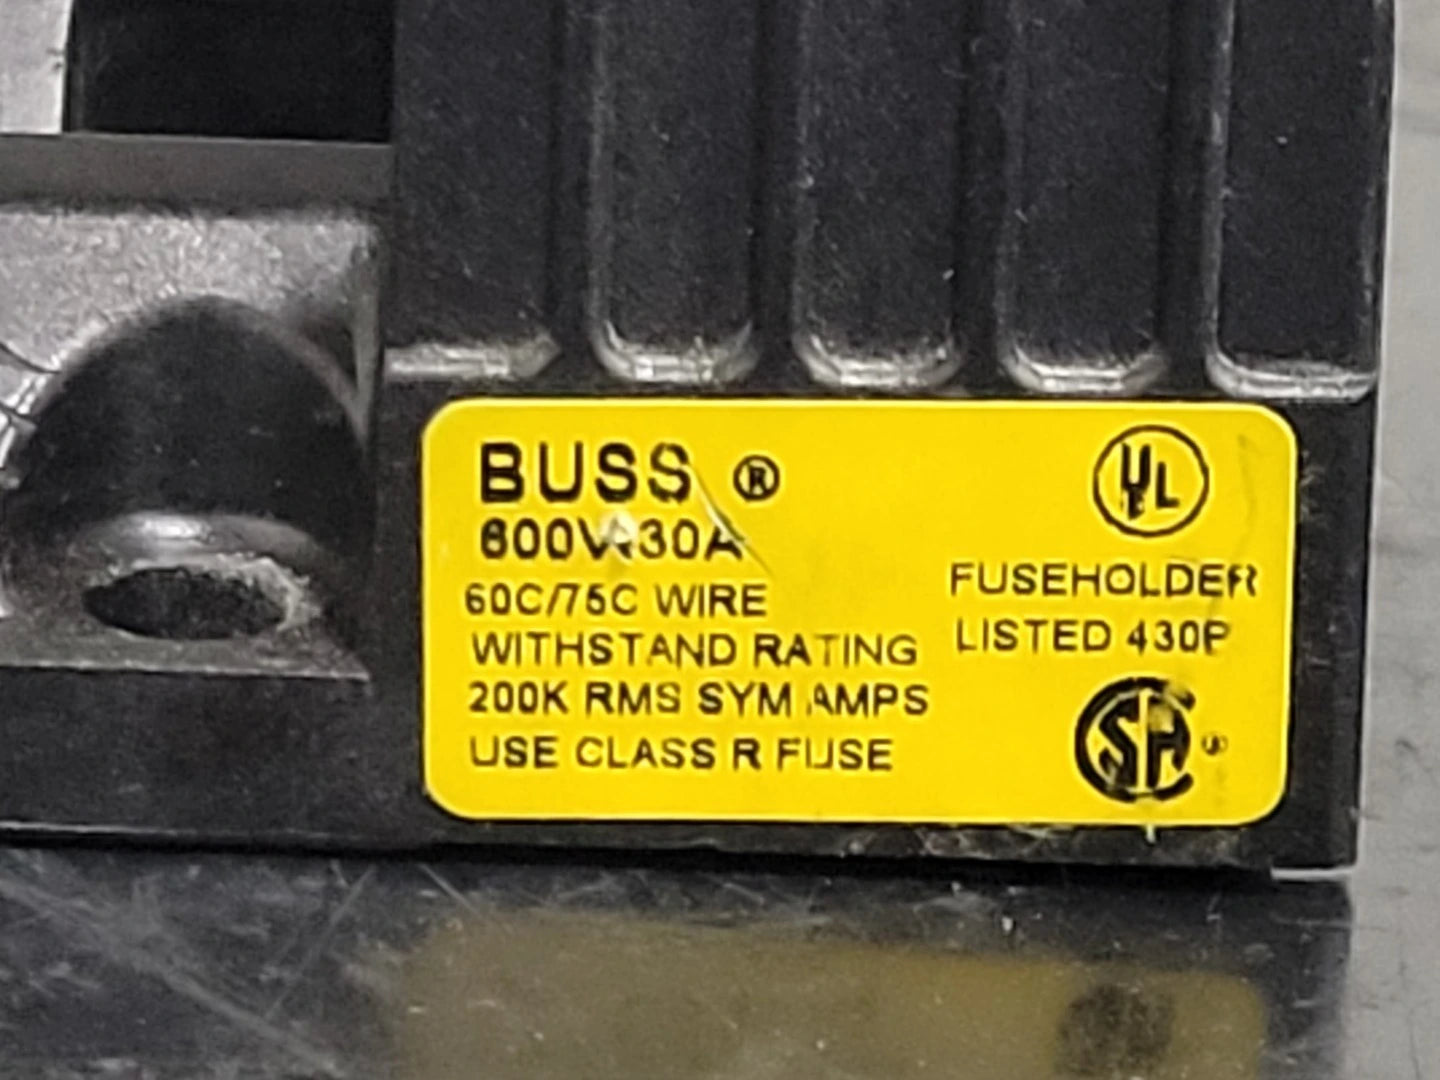 BUSS ®
600V 30A
60C/75C WIRE
WITHSTAND RATING
200K RMS SYM AMPS
USE CLASS R FUSE
UL
FUSEHOLDER
LISTED 430P
SA ®